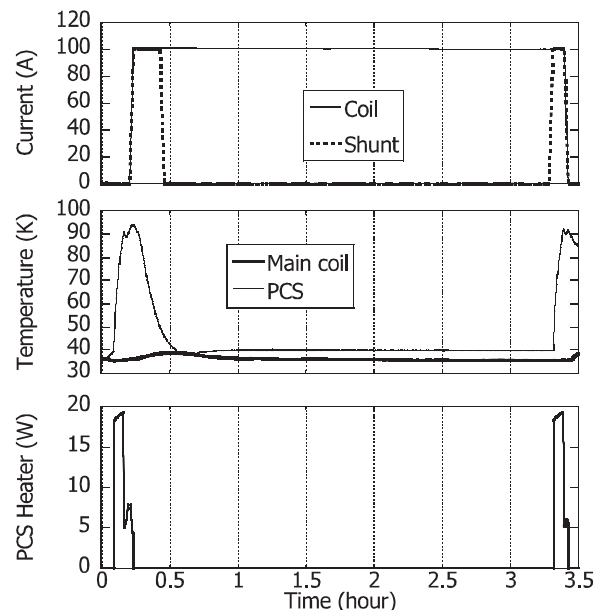 Current (A)
120
100
80
60
40
20
0
Coil
Shunt
Temperature (K)
100
90
80
70
60
50
40
30
Main coil
PCS
PCS Heater (W)
20
15
10
5
0
0 0.5 1 1.5 2 2.5 3 3.5
Time (hour)